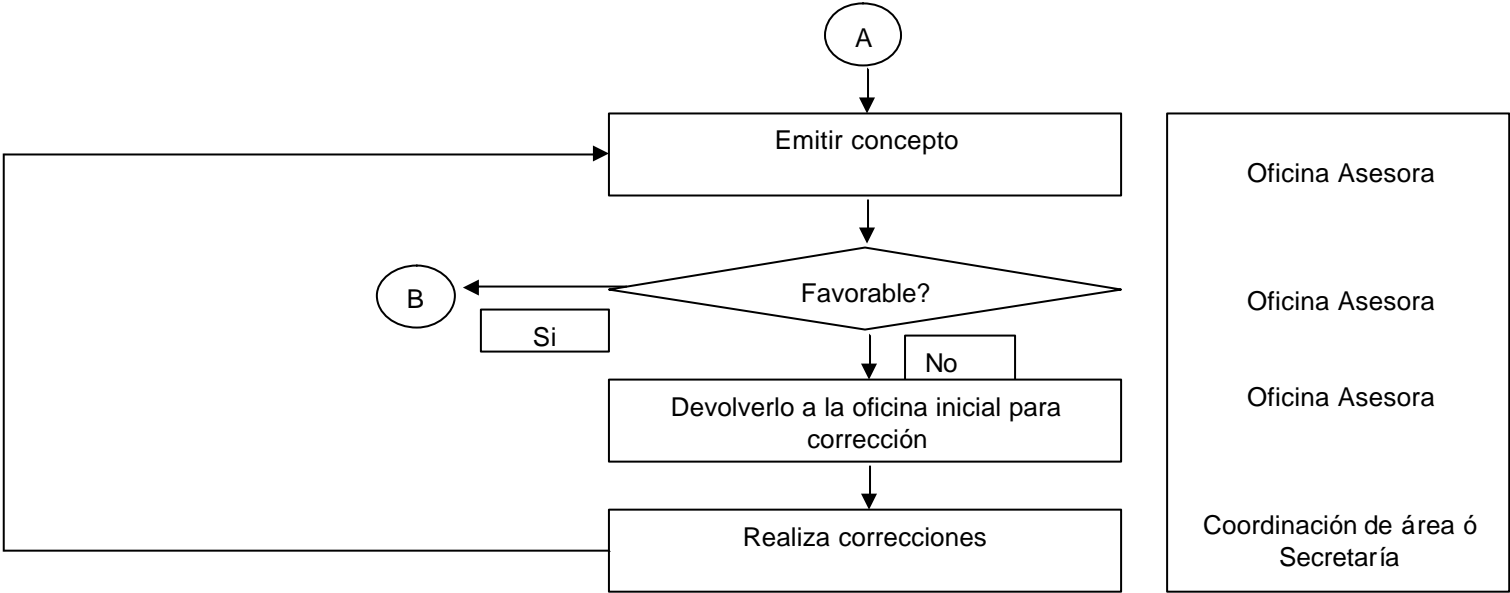 A
Emitir concepto
Oficina Asesora
Favorable?
B
Oficina Asesora
Si
No
Devolverlo a la oficina inicial para
corrección
Oficina Asesora
Realiza correcciones
Coordinación de área ó
Secretaría